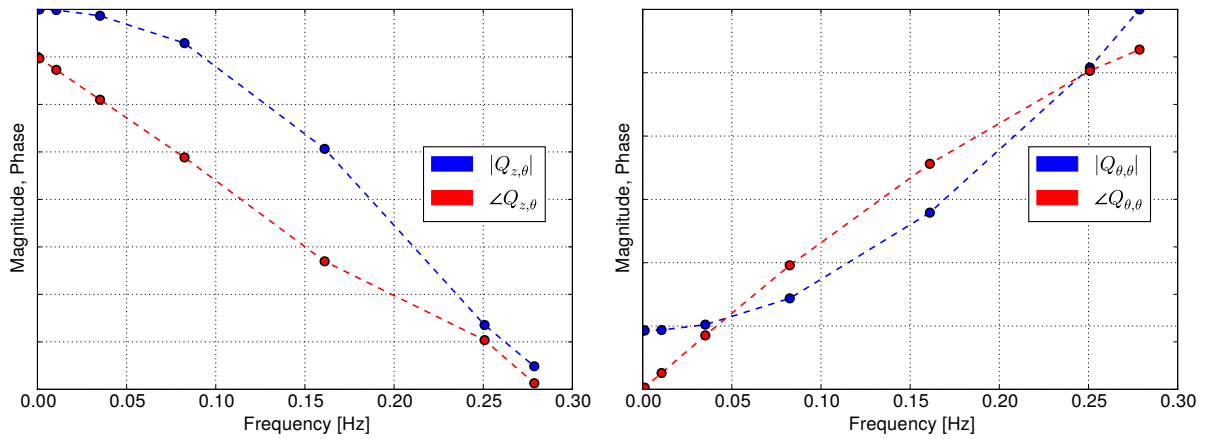 Magnitude, Phase
|Q_{z,θ}|
∠Q_{z,θ}
0.00 0.05 0.10 0.15 0.20 0.25 0.30
Frequency [Hz]
Magnitude, Phase
|Q_{θ,θ}|
∠Q_{θ,θ}
0.00 0.05 0.10 0.15 0.20 0.25 0.30
Frequency [Hz]